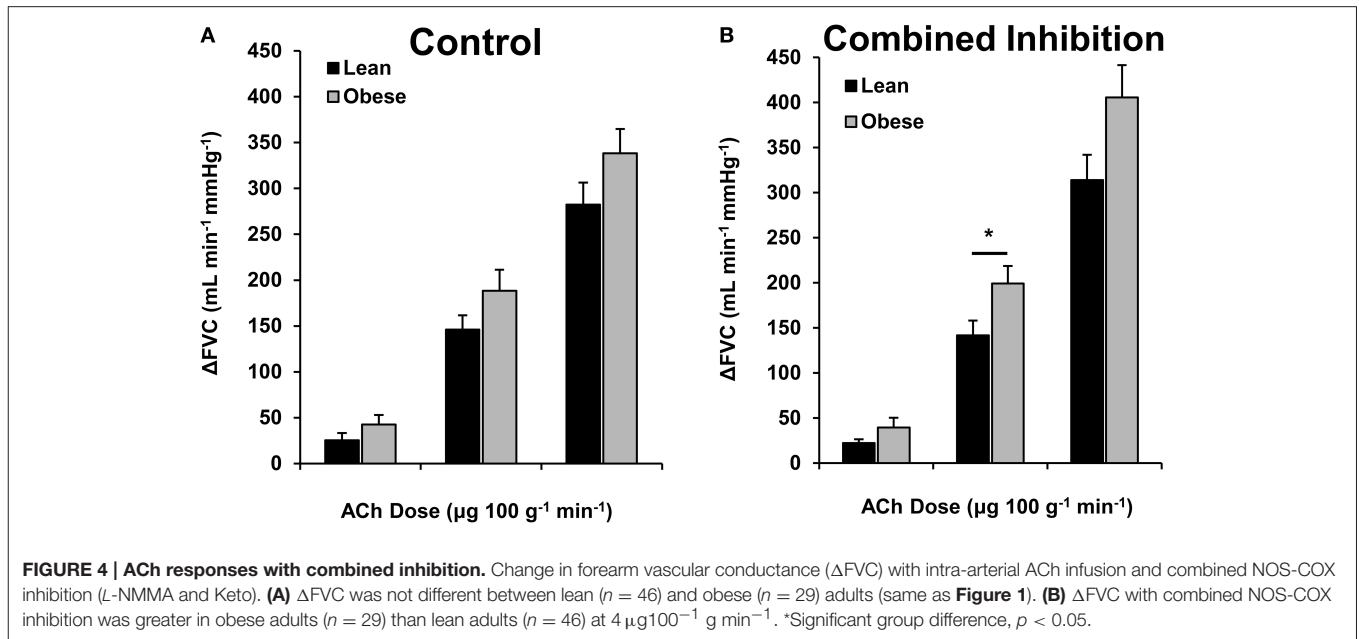 A
Control
450
400
350
300
250
200
150
100
50
0
Lean
Obese
ΔFVC (mL min⁻¹ mmHg⁻¹)
ACh Dose (µg 100 g⁻¹ min⁻¹)
B
Combined Inhibition
450
400
350
300
250
200
150
100
50
0
Lean
Obese
*
ΔFVC (mL min⁻¹ mmHg⁻¹)
ACh Dose (µg 100 g⁻¹ min⁻¹)
FIGURE 4 | ACh responses with combined inhibition. Change in forearm vascular conductance (ΔFVC) with intra-arterial ACh infusion and combined NOS-COX
inhibition (L-NMMA and Keto). (A) ΔFVC was not different between lean (n = 46) and obese (n = 29) adults (same as Figure 1). (B) ΔFVC with combined NOS-COX
inhibition was greater in obese adults (n = 29) than lean adults (n = 46) at 4 µg100⁻¹ g min⁻¹. *Significant group difference, p < 0.05.